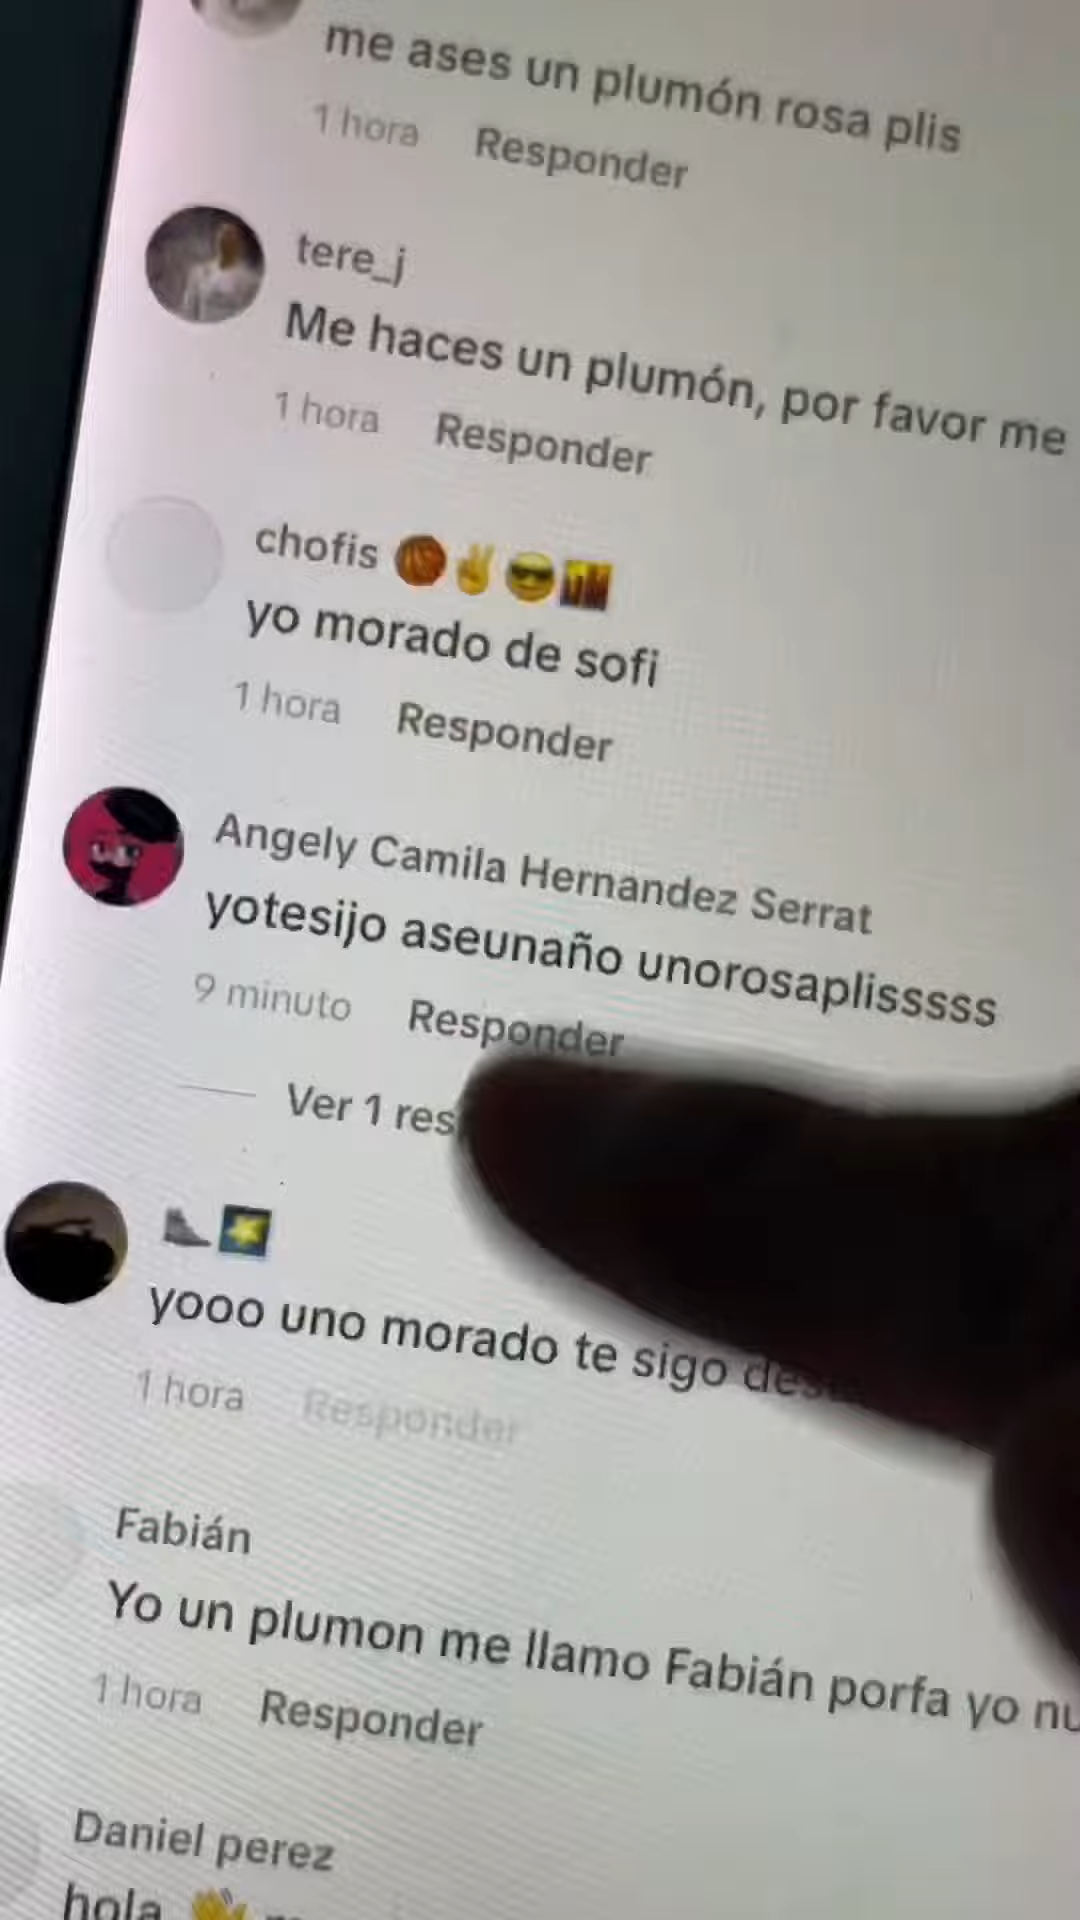 me ases un plumón rosa plis
1 hora Responder
tere_j
Me haces un plumón, por favor me
1 hora Responder
chofis 🏀✌😎🌇
yo morado de sofi
1 hora Responder
Angely Camila Hernandez Serrat
yotesijo aseunaño unorosaplisssss
9 minuto Responder
Ver 1 res
yooo uno morado te sigo
1 hora Responder
Fabián
Yo un plumon me llamo Fabián porfa yo nu
1 hora Responder
Daniel perez
hola 👋